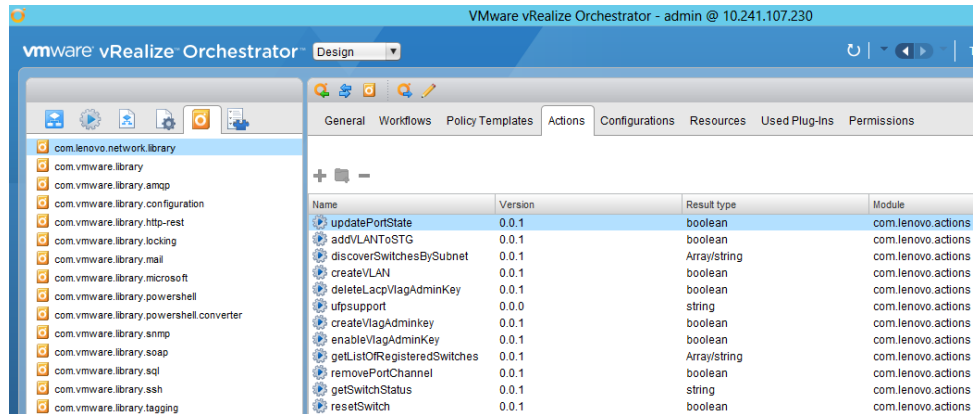 VMware vRealize Orchestrator - admin @ 10.241.107.230
vmware vRealize™ Orchestrator™ Design
General Workflows Policy Templates Actions Configurations Resources Used Plug-Ins Permissions
com.lenovo.network.library
com.vmware.library
com.vmware.library.amqp
com.vmware.library.configuration
com.vmware.library.http-rest
com.vmware.library.locking
com.vmware.library.mail
com.vmware.library.microsoft
com.vmware.library.powershell
com.vmware.library.powershell.converter
com.vmware.library.snmp
com.vmware.library.soap
com.vmware.library.sql
com.vmware.library.ssh
com.vmware.library.tagging
Name Version Result type Module
updatePortState 0.0.1 boolean com.lenovo.actions
addVLANToSTG 0.0.1 boolean com.lenovo.actions
discoverSwitchesBySubnet 0.0.1 Array/string com.lenovo.actions
createVLAN 0.0.1 boolean com.lenovo.actions
deleteLacpVlagAdminKey 0.0.1 boolean com.lenovo.actions
ufpsupport 0.0.0 string com.lenovo.actions
createVlagAdminkey 0.0.1 boolean com.lenovo.actions
enableVlagAdminKey 0.0.1 boolean com.lenovo.actions
getListOfRegisteredSwitches 0.0.1 Array/string com.lenovo.actions
removePortChannel 0.0.1 boolean com.lenovo.actions
getSwitchStatus 0.0.1 string com.lenovo.actions
resetSwitch 0.0.1 boolean com.lenovo.actions